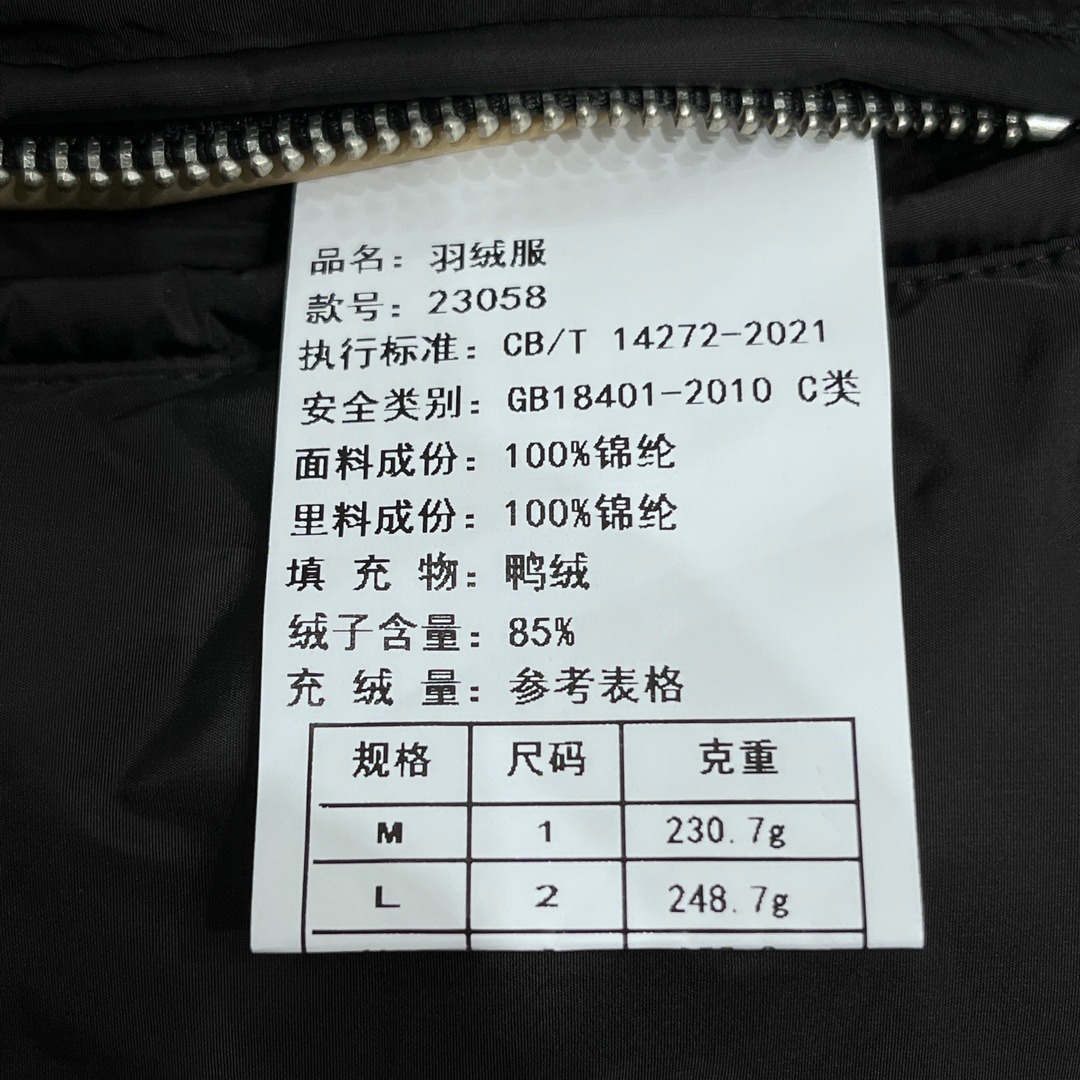 品名：羽绒服
款号：23058
执行标准：CB/T 14272-2021
安全类别：GB18401-2010 C类
面料成份：100%锦纶
里料成份：100%锦纶
填 充 物：鸭绒
绒子含量：85%
充 绒 量：参考表格
规格 尺码 克重
M 1 230.7g
L 2 248.7g